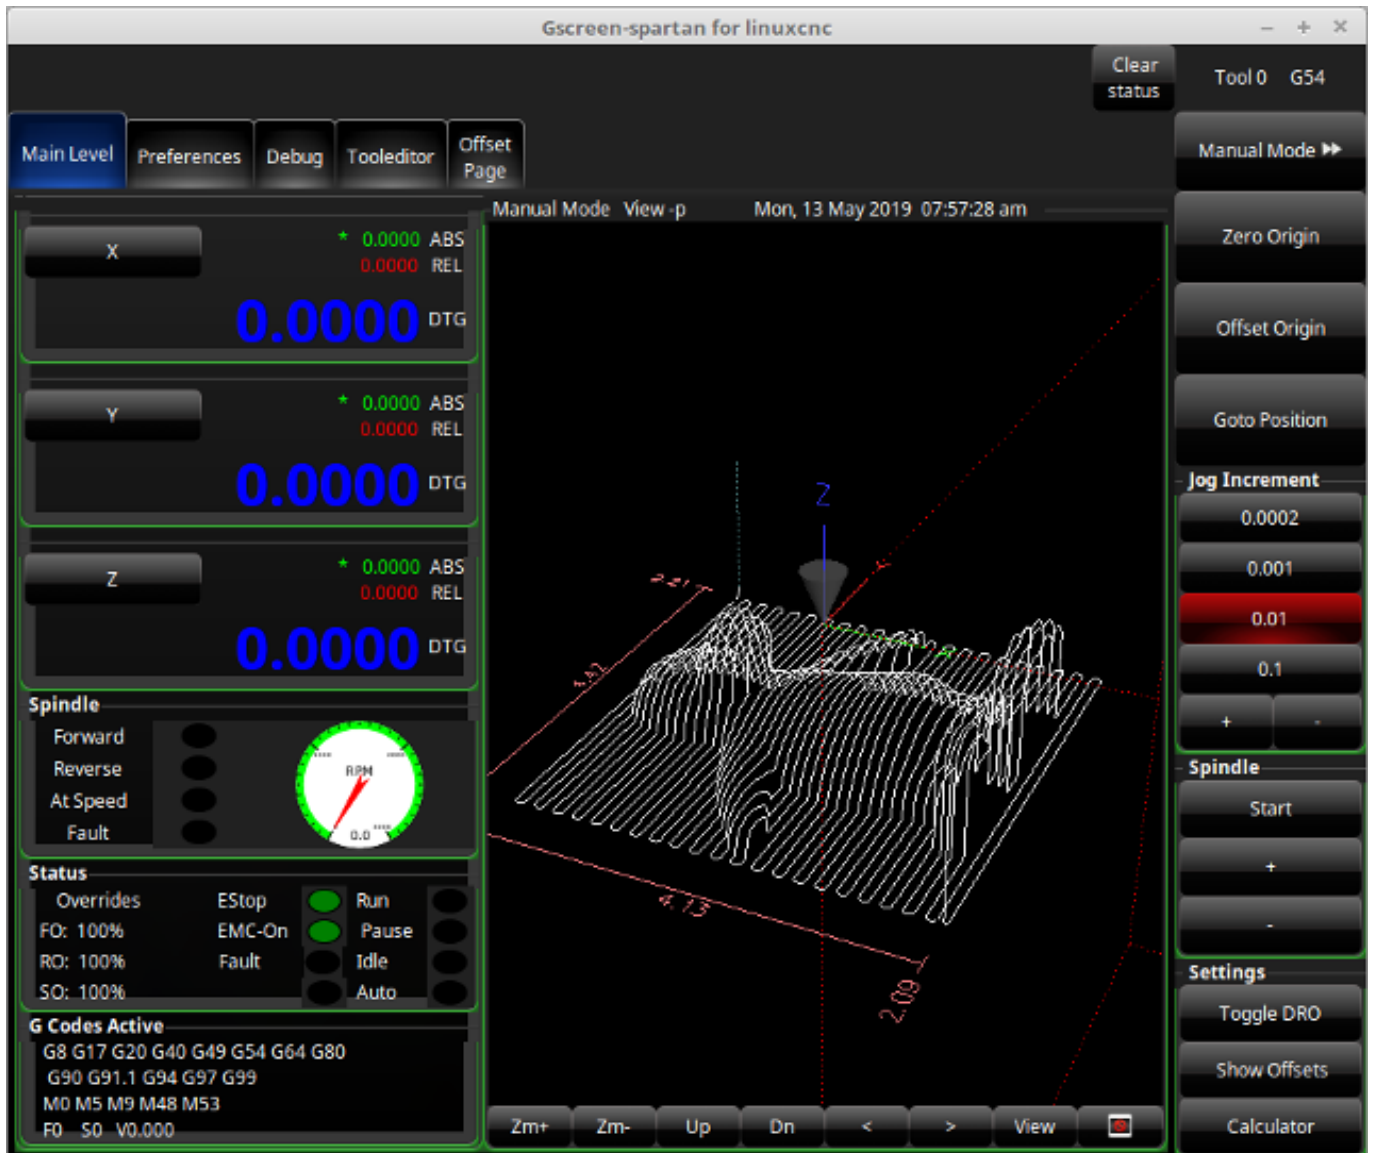 Gscreen-spartan for linuxcnc
Clear
status
Tool 0 G54
Main Level
Preferences
Debug
Tooleditor
Offset
Page
Manual Mode
Manual Mode View -p Mon, 13 May 2019 07:57:28 am
X
* 0.0000 ABS
0.0000 REL
0.0000 DTG
Y
* 0.0000 ABS
0.0000 REL
0.0000 DTG
Z
* 0.0000 ABS
0.0000 REL
0.0000 DTG
Spindle
Forward
Reverse
At Speed
Fault
RPM
0.0
Status
Overrides EStop Run
FO: 100% EMC-On Pause
RO: 100% Fault Idle
SO: 100% Auto
G Codes Active
G8 G17 G20 G40 G49 G54 G64 G80
G90 G91.1 G94 G97 G99
M0 M5 M9 M48 M53
F0 S0 V0.000
Z
4.13
2.09
Zm+ Zm- Up Dn < > View
Zero Origin
Offset Origin
Goto Position
Jog Increment
0.0002
0.001
0.01
0.1
+ -
Spindle
Start
+
-
Settings
Toggle DRO
Show Offsets
Calculator